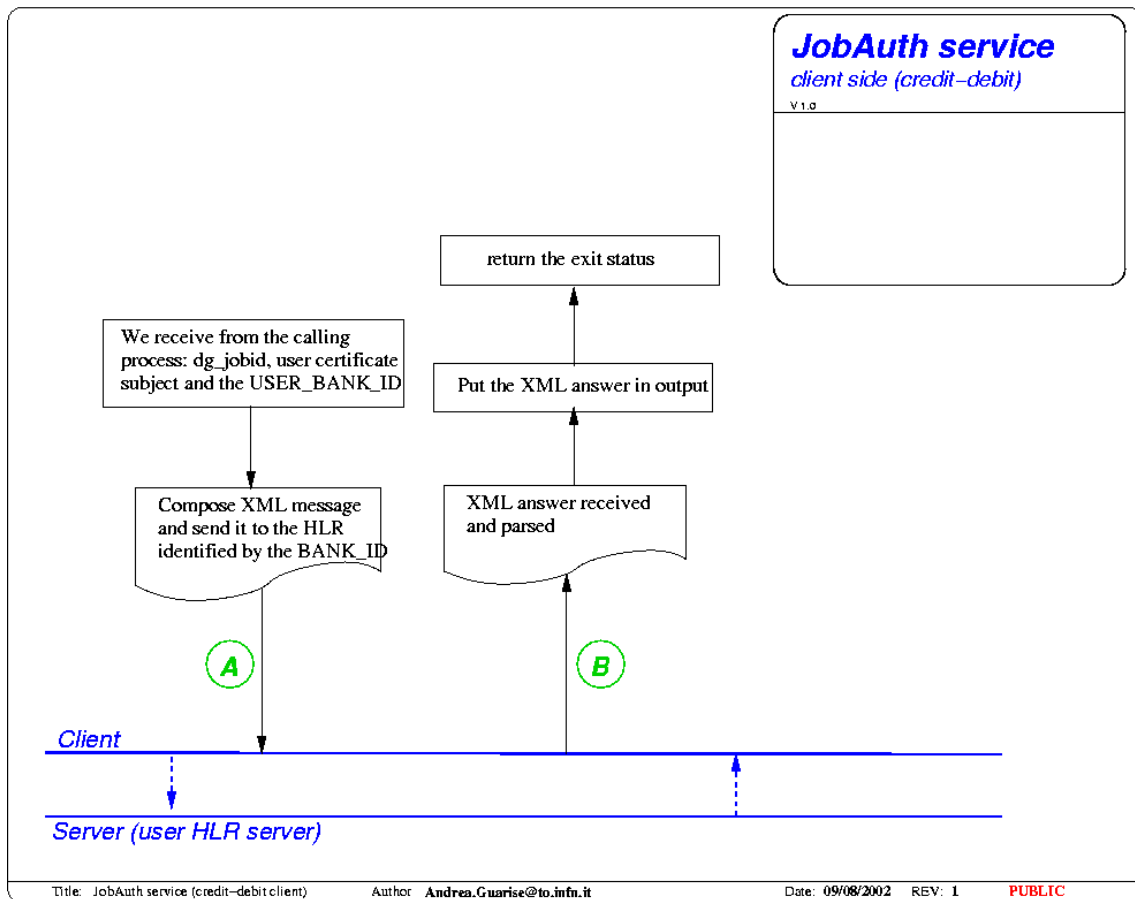 JobAuth service
client side (credit–debit)
V 1.0
return the exit status
We receive from the calling
process: dg_jobid, user certificate
subject and the USER_BANK_ID
Put the XML answer in output
Compose XML message
and send it to the HLR
identified by the BANK_ID
XML answer received
and parsed
A
B
Client
Server (user HLR server)
Title: JobAuth service (credit–debit client) Author Andrea.Guarise@to.infn.it Date: 09/08/2002 REV: 1 PUBLIC